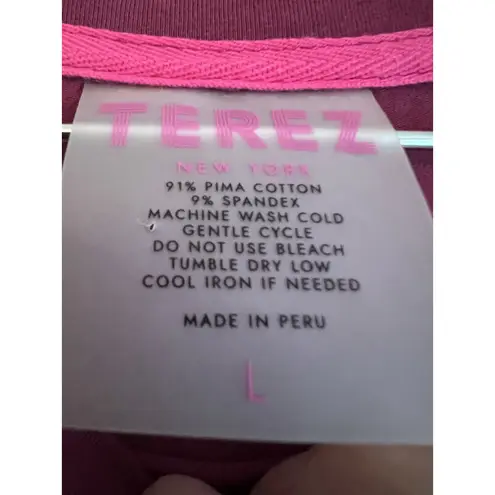 TEREZ
NEW YORK
91% PIMA COTTON
9% SPANDEX
MACHINE WASH COLD
GENTLE CYCLE
DO NOT USE BLEACH
TUMBLE DRY LOW
COOL IRON IF NEEDED
MADE IN PERU
L